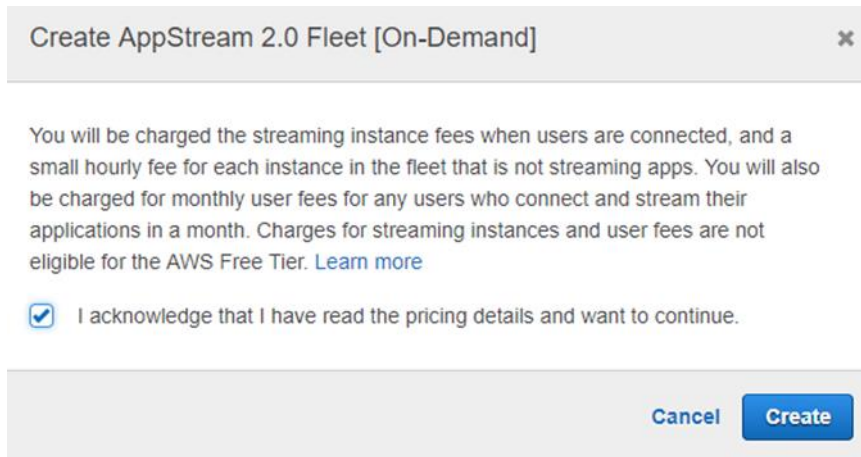 Create AppStream 2.0 Fleet [On-Demand]
You will be charged the streaming instance fees when users are connected, and a
small hourly fee for each instance in the fleet that is not streaming apps. You will also
be charged for monthly user fees for any users who connect and stream their
applications in a month. Charges for streaming instances and user fees are not
eligible for the AWS Free Tier. Learn more
I acknowledge that I have read the pricing details and want to continue.
Cancel Create